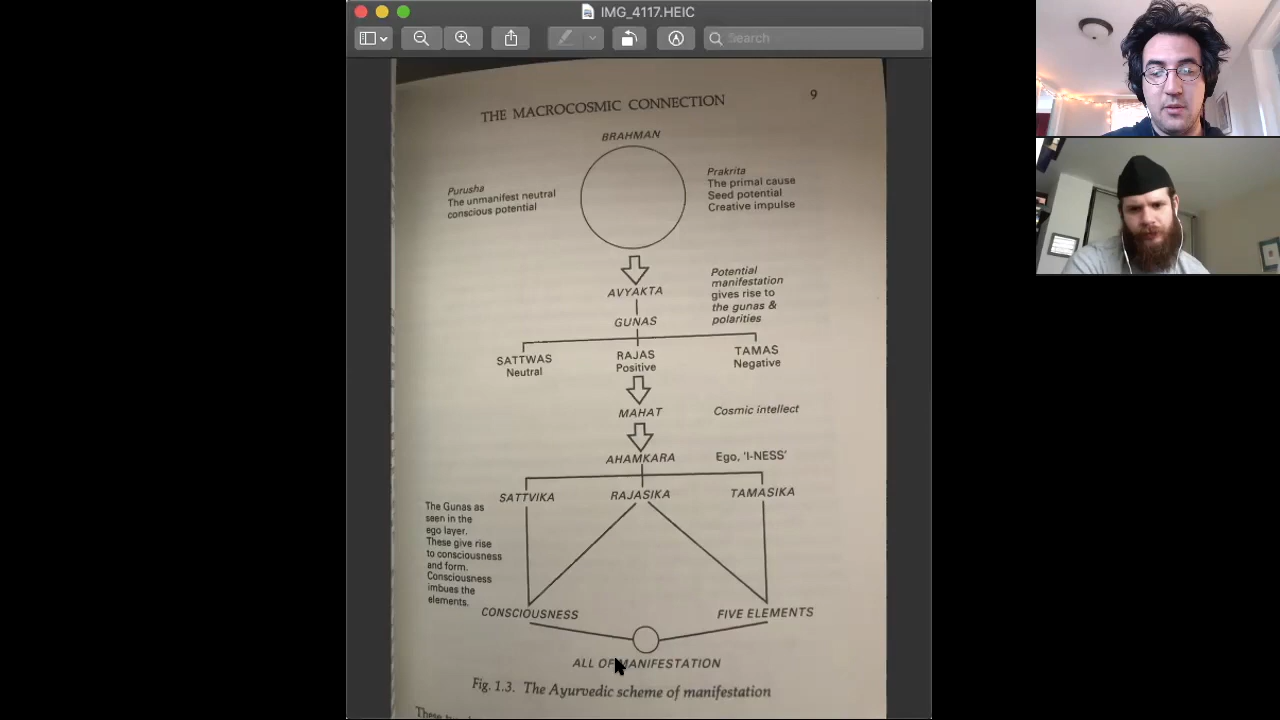 IMG_4117.HEIC
Search
THE MACROCOSMIC CONNECTION
9
BRAHMAN
Purusha
The unmanifest neutral
conscious potential
Prakrita
The primal cause
Seed potential
Creative impulse
AVYAKTA
Potential
manifestation
gives rise to
the gunas &
polarities
GUNAS
SATTWAS
Neutral
RAJAS
Positive
TAMAS
Negative
MAHAT
Cosmic intellect
AHAMKARA
Ego, 'I-NESS'
SATTVIKA
RAJASIKA
TAMASIKA
The Gunas as
seen in the
ego layer.
These give rise
to consciousness
and form.
Consciousness
imbues the
elements.
CONSCIOUSNESS
FIVE ELEMENTS
ALL OF MANIFESTATION
Fig. 1.3. The Ayurvedic scheme of manifestation
These